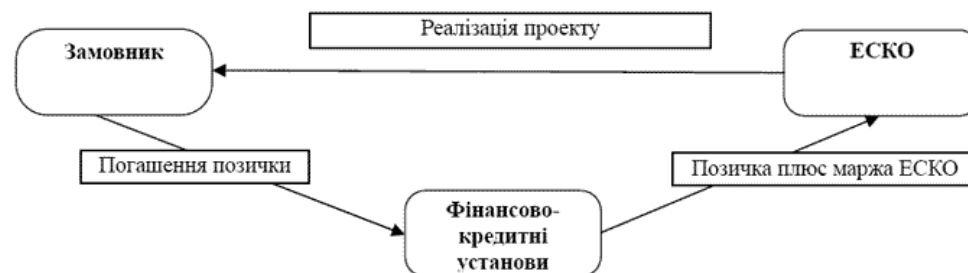 Реалізація проекту
Замовник
ЕСКО
Погашення позички
Позичка плюс маржа ЕСКО
Фінансово-
кредитні
установи